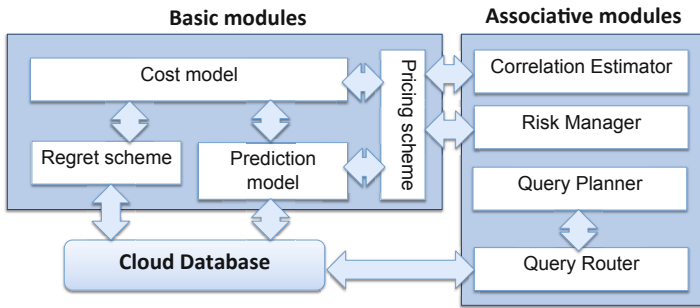 Basic modules
Associative modules
Cost model
Pricing scheme
Correlation Estimator
Risk Manager
Regret scheme
Prediction
model
Query Planner
Cloud Database
Query Router